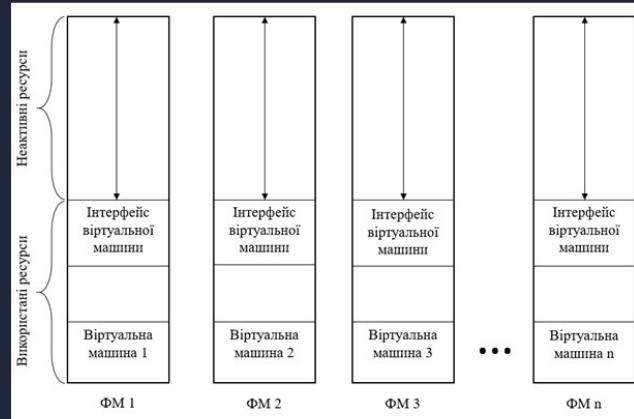 Неактивні ресурси
Використані ресурси
Інтерфейс
віртуальної
машини
Віртуальна
машина 1
ФМ 1
Інтерфейс
віртуальної
машини
Віртуальна
машина 2
ФМ 2
Інтерфейс
віртуальної
машини
Віртуальна
машина 3
ФМ 3
...
Інтерфейс
віртуальної
машини
Віртуальна
машина n
ФМ n